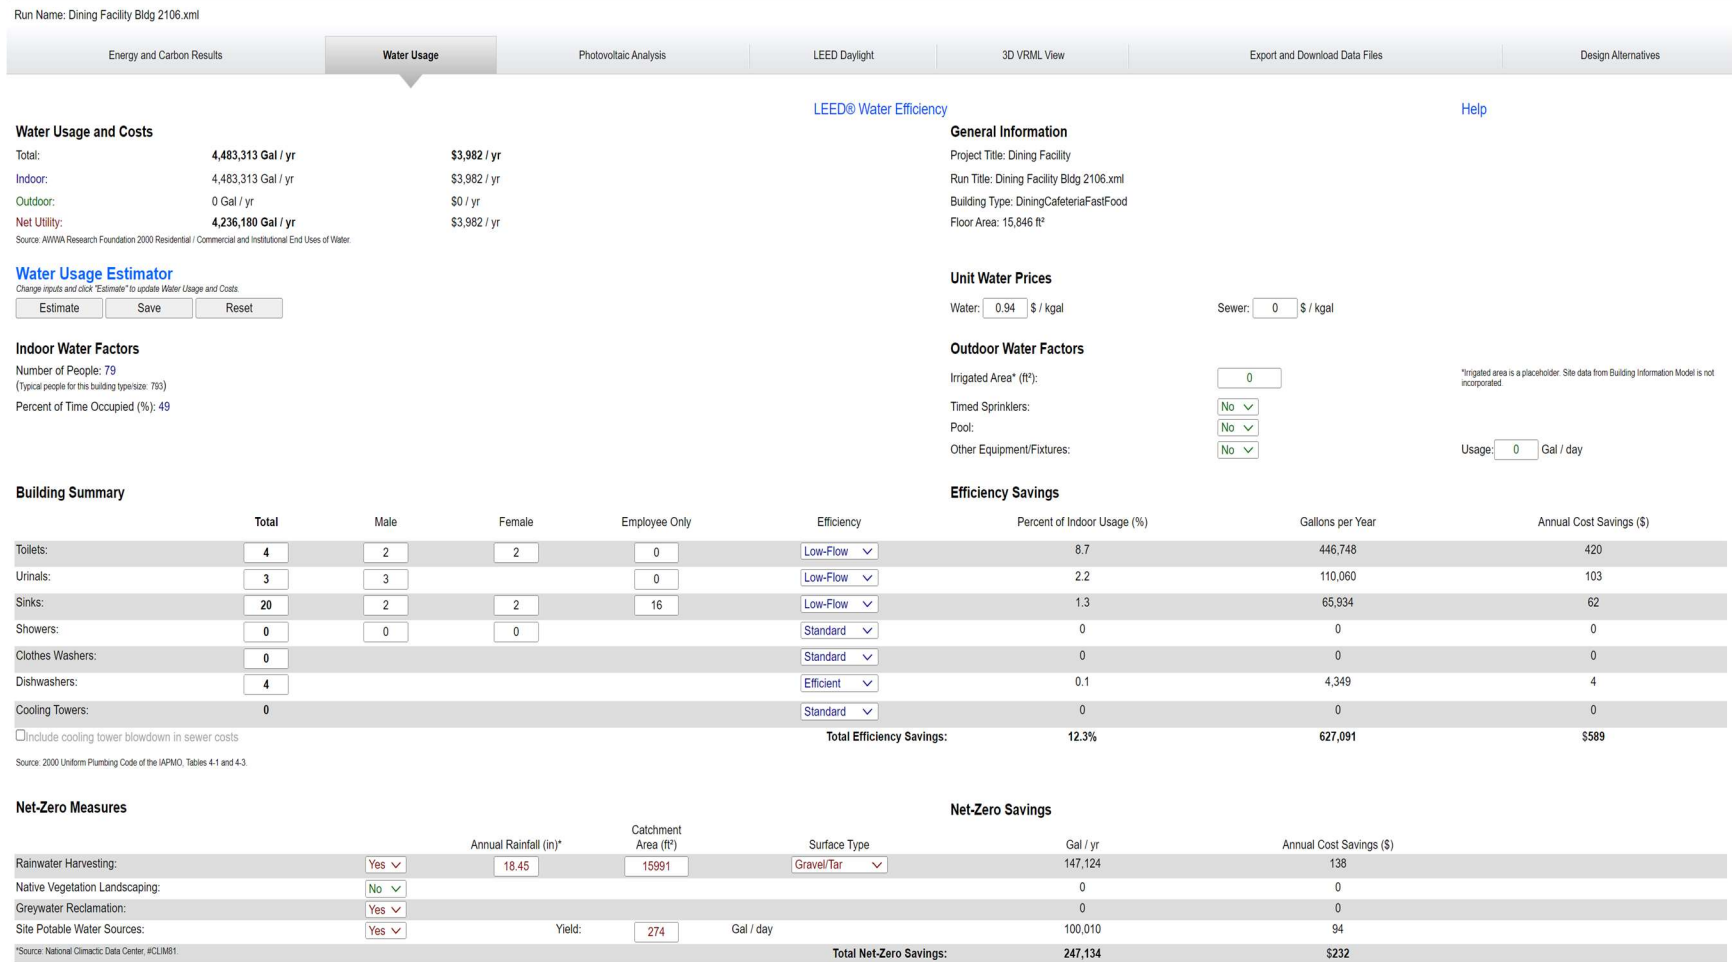 Run Name: Dining Facility Bldg 2106.xml
Energy and Carbon Results Water Usage Photovoltaic Analysis LEED Daylight 3D VRML View Export and Download Data Files Design Alternatives
LEED® Water Efficiency Help
Water Usage and Costs General Information
Total: 4,483,313 Gal / yr $3,982 / yr Project Title: Dining Facility
Indoor: 4,483,313 Gal / yr $3,982 / yr Run Title: Dining Facility Bldg 2106.xml
Outdoor: 0 Gal / yr $0 / yr Building Type: DiningCafeteriaFastFood
Net Utility: 4,236,180 Gal / yr $3,982 / yr Floor Area: 15,846 ft²
Source: AWWA Research Foundation 2000 Residential / Commercial and Institutional End Uses of Water.
Water Usage Estimator Unit Water Prices
Change inputs and click "Estimate" to update Water Usage and Costs.
Estimate Save Reset Water: 0.94 $ / kgal Sewer: 0 $ / kgal
Indoor Water Factors Outdoor Water Factors
Number of People: 79 Irrigated Area* (ft²): 0 *Irrigated area is a placeholder. Site data from Building Information Model is not
(Typical people for this building type/size: 793) incorporated
Percent of Time Occupied (%): 49 Timed Sprinklers: No
Pool: No
Other Equipment/Fixtures: No Usage: 0 Gal / day
Building Summary Efficiency Savings
Total Male Female Employee Only Efficiency Percent of Indoor Usage (%) Gallons per Year Annual Cost Savings ($)
Toilets: 4 2 2 0 Low-Flow 8.7 446,748 420
Urinals: 3 3 0 Low-Flow 2.2 110,060 103
Sinks: 20 2 2 16 Low-Flow 1.3 65,934 62
Showers: 0 0 0 Standard 0 0 0
Clothes Washers: 0 Standard 0 0 0
Dishwashers: 4 Efficient 0.1 4,349 4
Cooling Towers: 0 Standard 0 0 0
Include cooling tower blowdown in sewer costs Total Efficiency Savings: 12.3% 627,091 $589
Source: 2000 Uniform Plumbing Code of the IAPMO, Tables 4-1 and 4-3.
Net-Zero Measures Net-Zero Savings
Annual Rainfall (in)* Catchment Area (ft²) Surface Type Gal / yr Annual Cost Savings ($)
Rainwater Harvesting: Yes 18.45 15991 Gravel/Tar 147,124 138
Native Vegetation Landscaping: No 0 0
Greywater Reclamation: Yes 0 0
Site Potable Water Sources: Yes Yield: 274 Gal / day 100,010 94
*Source: National Climactic Data Center, #CLIM81. Total Net-Zero Savings: 247,134 $232